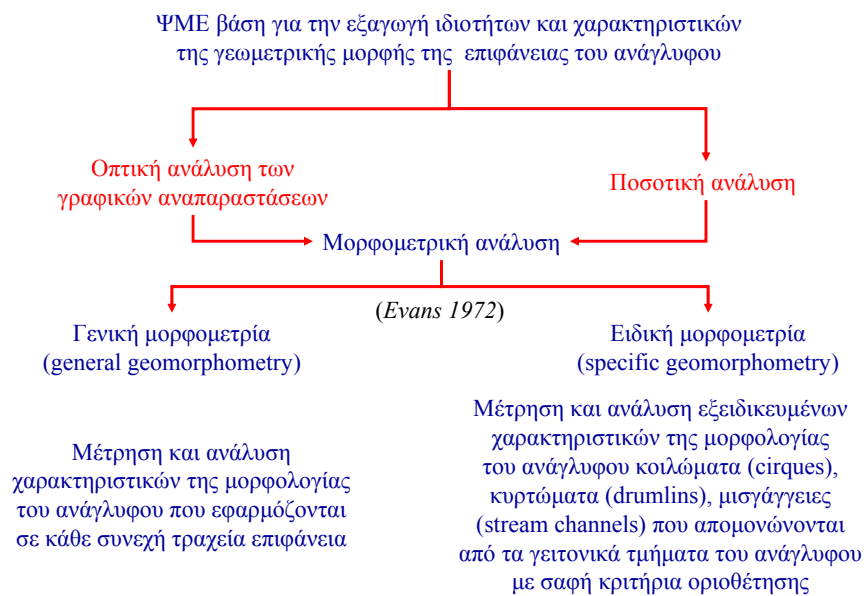 ΨΜΕ βάση για την εξαγωγή ιδιοτήτων και χαρακτηριστικών
της γεωμετρικής μορφής της επιφάνειας του ανάγλυφου
Οπτική ανάλυση των
γραφικών αναπαραστάσεων
Ποσοτική ανάλυση
Μορφομετρική ανάλυση
(Evans 1972)
Γενική μορφομετρία
(general geomorphometry)
Ειδική μορφομετρία
(specific geomorphometry)
Μέτρηση και ανάλυση
χαρακτηριστικών της μορφολογίας
του ανάγλυφου που εφαρμόζονται
σε κάθε συνεχή τραχεία επιφάνεια
Μέτρηση και ανάλυση εξειδικευμένων
χαρακτηριστικών της μορφολογίας
του ανάγλυφου κοιλώματα (cirques),
κυρτώματα (drumlins), μισγάγγειες
(stream channels) που απομονώνονται
από τα γειτονικά τμήματα του ανάγλυφου
με σαφή κριτήρια οριοθέτησης